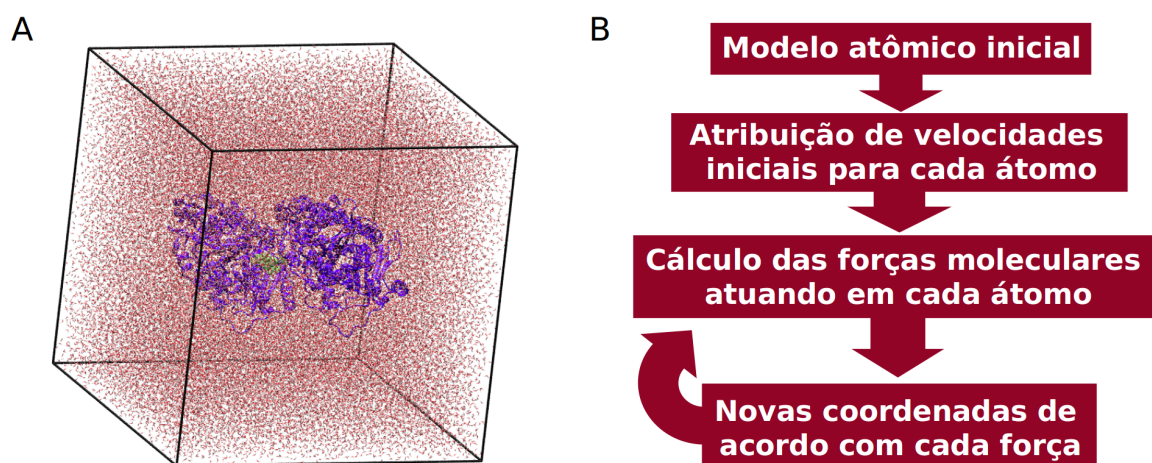 A
B
Modelo atômico inicial
Atribuição de velocidades
iniciais para cada átomo
Cálculo das forças moleculares
atuando em cada átomo
Novas coordenadas de
acordo com cada força